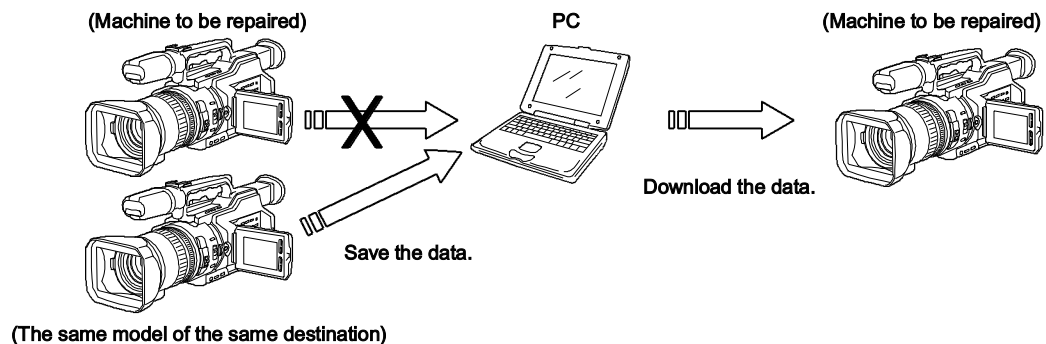 (Machine to be repaired)
PC
(Machine to be repaired)
Download the data.
Save the data.
(The same model of the same destination)